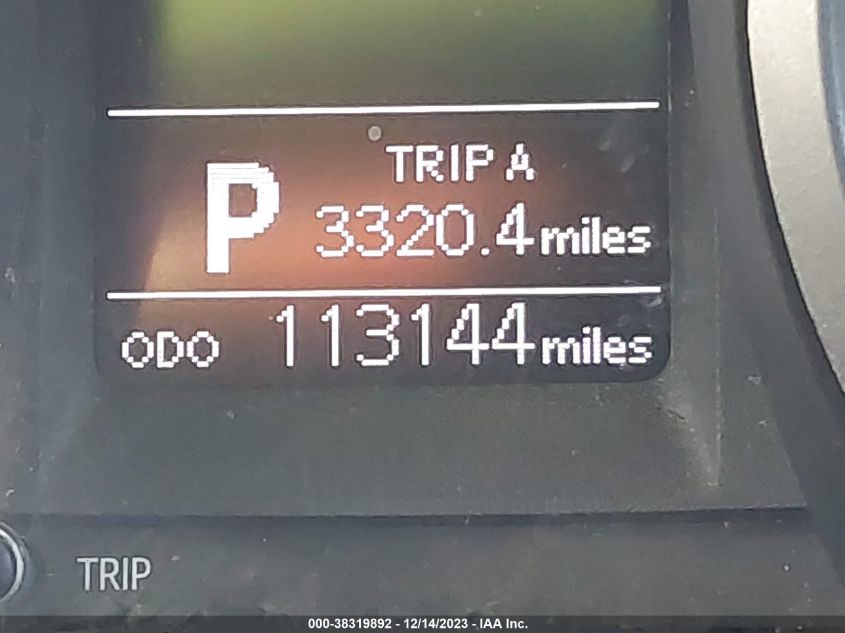 TRIP A
P 3320.4 miles
ODO 113144 miles
TRIP
000-38319892 - 12/14/2023 - IAA Inc.